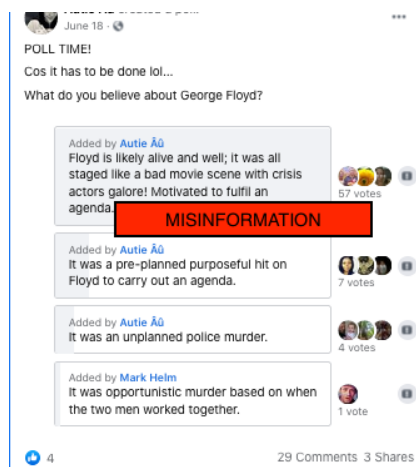 June 18 ·
POLL TIME!
Cos it has to be done lol...
What do you believe about George Floyd?
Added by Autie Âû
Floyd is likely alive and well; it was all
staged like a bad movie scene with crisis
actors galore! Motivated to fulfil an
agenda.
57 votes
MISINFORMATION
Added by Autie Âû
It was a pre-planned purposeful hit on
Floyd to carry out an agenda.
7 votes
Added by Autie Âû
It was an unplanned police murder.
4 votes
Added by Mark Helm
It was opportunistic murder based on when
the two men worked together.
1 vote
4
29 Comments 3 Shares